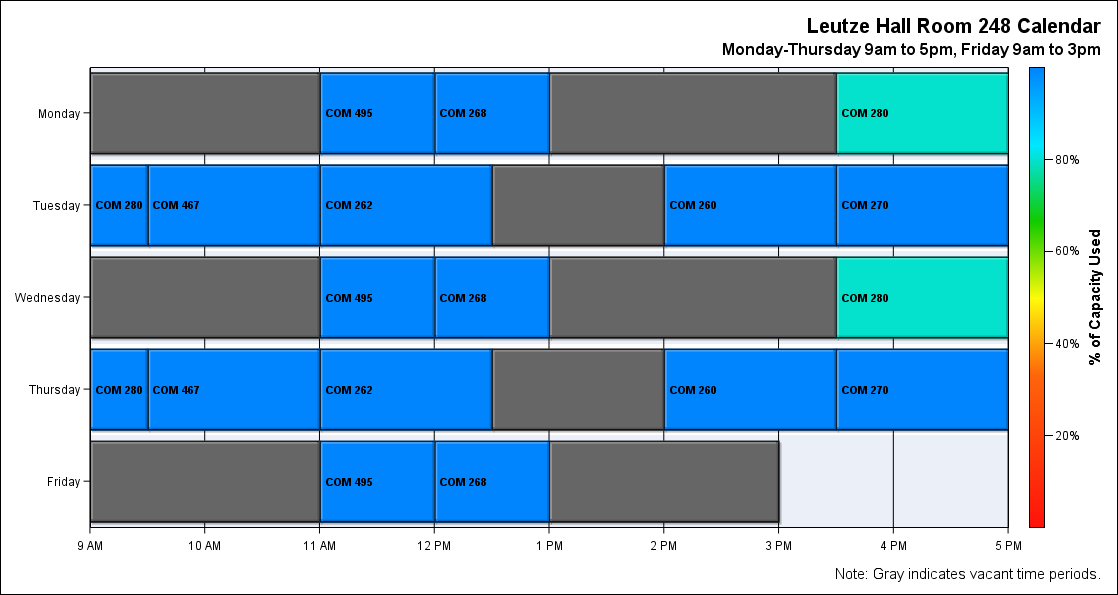 Leutze Hall Room 248 Calendar
Monday-Thursday 9am to 5pm, Friday 9am to 3pm
Monday
COM 495
COM 268
COM 280
Tuesday
COM 280
COM 467
COM 262
COM 260
COM 270
Wednesday
COM 495
COM 268
COM 280
Thursday
COM 280
COM 467
COM 262
COM 260
COM 270
Friday
COM 495
COM 268
9 AM
10 AM
11 AM
12 PM
1 PM
2 PM
3 PM
4 PM
5 PM
80%
60%
40%
20%
% of Capacity Used
Note: Gray indicates vacant time periods.